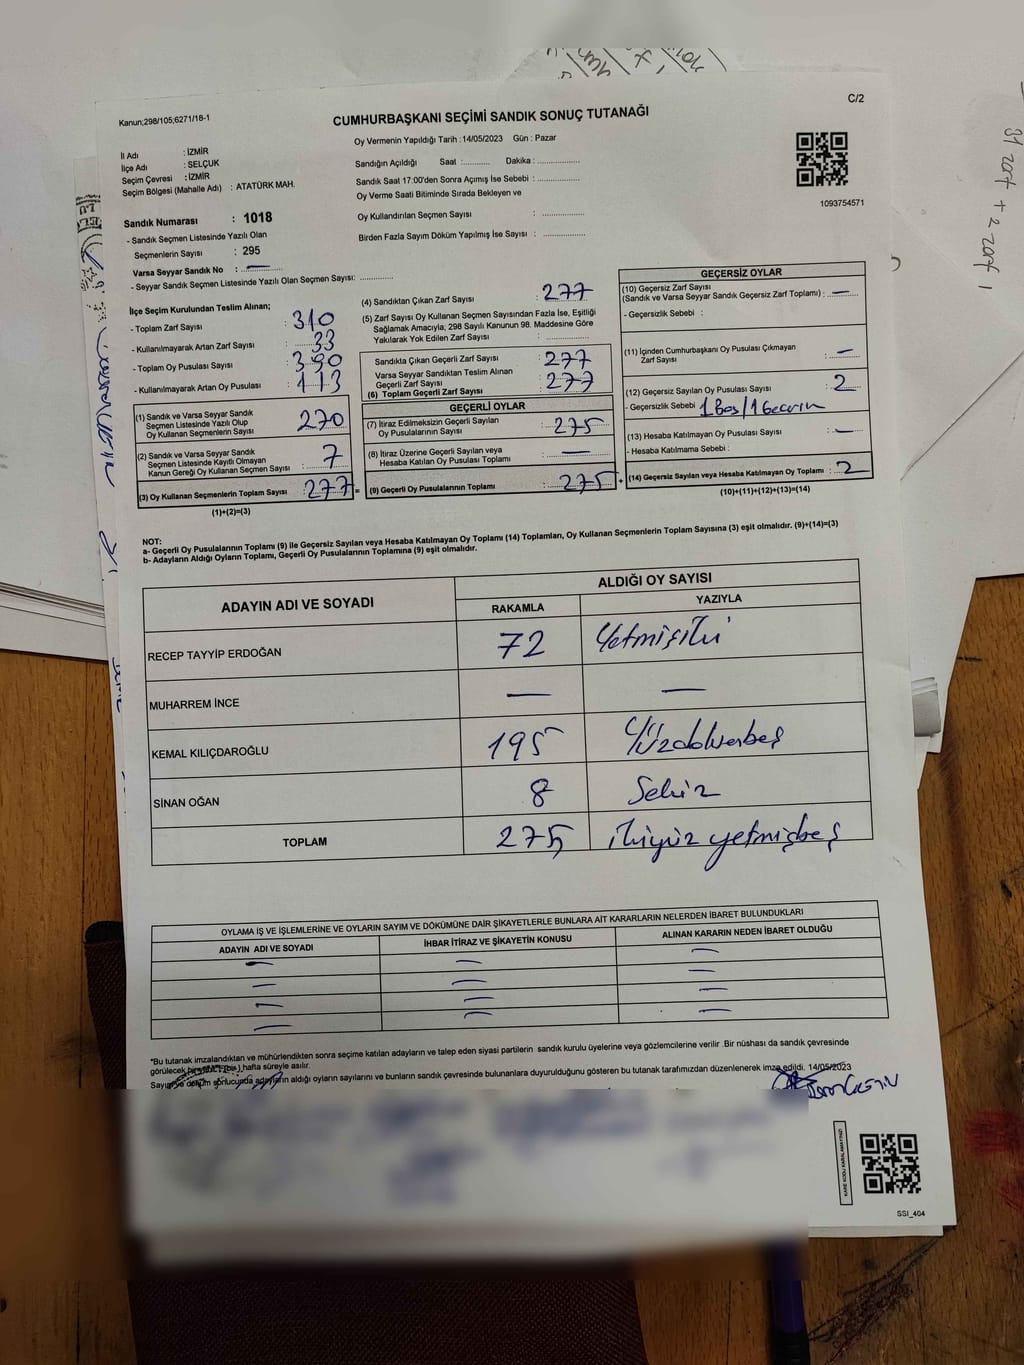 Kanun;298/105;6271/18-1
CUMHURBAŞKANI SEÇİMİ SANDIK SONUÇ TUTANAĞI
C/2
Oy Vermenin Yapıldığı Tarih :14/05/2023 Gün : Pazar
İl Adı : İZMİR
İlçe Adı : SELÇUK
Seçim Çevresi : İZMİR
Seçim Bölgesi (Mahalle Adı) : ATATÜRK MAH.
Sandığın Açıldığı Saat :.......... Dakika : ..............
Sandık Saat 17.00'den Sonra Açımış İse Sebebi : ..............
Oy Verme Saati Bitiminde Sırada Bekleyen ve
Oy Kullandırılan Seçmen Sayısı : ..............
Birden Fazla Sayım Döküm Yapılmış İse Sayısı : ..............
1093754571
Sandık Numarası : 1018
- Sandık Seçmen Listesinde Yazılı Olan
Seçmenlerin Sayısı : 295
Varsa Seyyar Sandık No : —
- Seyyar Sandık Seçmen Listesinde Yazılı Olan Seçmen Sayısı: ............
İlçe Seçim Kurulundan Teslim Alınan;
- Toplam Zarf Sayısı : 310
- Kullanılmayarak Artan Zarf Sayısı : 33
- Toplam Oy Pusulası Sayısı : 390
- Kullanılmayarak Artan Oy Pusulası : 113
(1) Sandık ve Varsa Seyyar Sandık
Seçmen Listesinde Yazılı Olup
Oy Kullanan Seçmenlerin Sayısı : 270
(2) Sandık ve Varsa Seyyar Sandık
Seçmen Listesinde Kayıtlı Olmayan
Kanun Gereği Oy Kullanan Seçmen Sayısı : 7
(3) Oy Kullanan Seçmenlerin Toplam Sayısı : 277 =
(1)+(2)=(3)
(4) Sandıktan Çıkan Zarf Sayısı : 277
(5) Zarf Sayısı Oy Kullanan Seçmen Sayısından Fazla İse, Eşitliği
Sağlamak Amacıyla; 298 Sayılı Kanunun 98. Maddesine Göre
Yakılarak Yok Edilen Zarf Sayısı : ..............
Sandıkta Çıkan Geçerli Zarf Sayısı : 277
Varsa Seyyar Sandıktan Teslim Alınan
Geçerli Zarf Sayısı :
(6) Toplam Geçerli Zarf Sayısı : 277
GEÇERLİ OYLAR
(7) İtiraz Edilmeksizin Geçerli Sayılan
Oy Pusulalarının Sayısı : 275
(8) İtiraz Üzerine Geçerli Sayılan veya
Hesaba Katılan Oy Pusulası Toplamı : —
(9) Geçerli Oy Pusulalarının Toplamı : 275 +
GEÇERSİZ OYLAR
(10) Geçersiz Zarf Sayısı
(Sandık ve Varsa Seyyar Sandık Geçersiz Zarf Toplamı) : —
- Geçersizlik Sebebi :
(11) İçinden Cumhurbaşkanı Oy Pusulası Çıkmayan
Zarf Sayısı : —
(12) Geçersiz Sayılan Oy Pusulası Sayısı : 2
- Geçersizlik Sebebi : 1 Boş / 1
(13) Hesaba Katılmayan Oy Pusulası Sayısı : —
- Hesaba Katılmama Sebebi :
(14) Geçersiz Sayılan veya Hesaba Katılmayan Oy Toplamı : 2
(10)+(11)+(12)+(13)=(14)
NOT:
a- Geçerli Oy Pusulalarının Toplamı (9) ile Geçersiz Sayılan veya Hesaba Katılmayan Oy Toplamı (14) Toplamları, Oy Kullanan Seçmenlerin Toplam Sayısına (3) eşit olmalıdır. (9)+(14)=(3)
b- Adayların Aldığı Oyların Toplamı, Geçerli Oy Pusulalarının Toplamına (9) eşit olmalıdır.
ADAYIN ADI VE SOYADI
ALDIĞI OY SAYISI
RAKAMLA YAZIYLA
RECEP TAYYİP ERDOĞAN 72 Yetmişiki
MUHARREM İNCE — —
KEMAL KILIÇDAROĞLU 195 Yüzdoksanbeş
SİNAN OĞAN 8 Sekiz
TOPLAM 275 ikiyüz yetmişbeş
OYLAMA İŞ VE İŞLEMLERİNE VE OYLARIN SAYIM VE DÖKÜMÜNE DAİR ŞİKAYETLERLE BUNLARA AİT KARARLARIN NELERDEN İBARET BULUNDUKLARI
ADAYIN ADI VE SOYADI İHBAR İTİRAZ VE ŞİKAYETİN KONUSU ALINAN KARARIN NEDEN İBARET OLDUĞU
— — —
— — —
— — —
— — —
*Bu tutanak imzalandıktan ve mühürlendikten sonra seçime katılan adayların ve talep eden siyasi partilerin sandık kurulu üyelerine veya gözlemcilerine verilir .Bir nüshası da sandık çevresinde
görülecek bir yere (bir) hafta süreyle asılır.
Sayım ve döküm sonucunda adayların aldığı oyların sayılarını ve bunların sandık çevresinde bulunanlara duyurulduğunu gösteren bu tutanak tarafımızdan düzenlenerek imza edildi. 14/05/2023
KARE KODU KARALAMAYINIZ!
SSI_404
31 zarf + 2 zarf